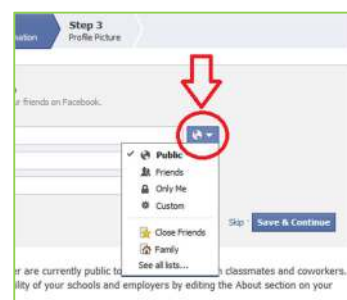 Step 3
mation Profile Picture
r friends on Facebook.
Public
Friends
Only Me
Custom
Close Friends
Family
See all lists...
Skip · Save & Continue
er are currently public to classmates and coworkers.
ility of your schools and employers by editing the About section on your